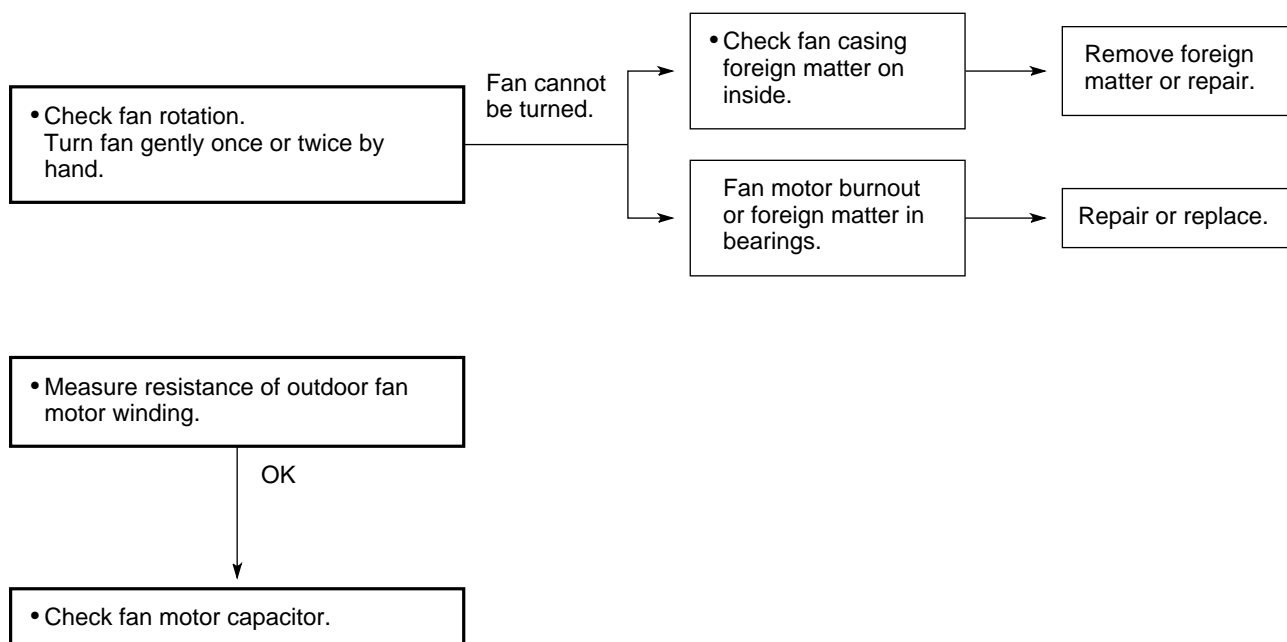 • Check fan rotation.
Turn fan gently once or twice by
hand.
Fan cannot
be turned.
• Check fan casing
foreign matter on
inside.
Remove foreign
matter or repair.
Fan motor burnout
or foreign matter in
bearings.
Repair or replace.
• Measure resistance of outdoor fan
motor winding.
OK
• Check fan motor capacitor.